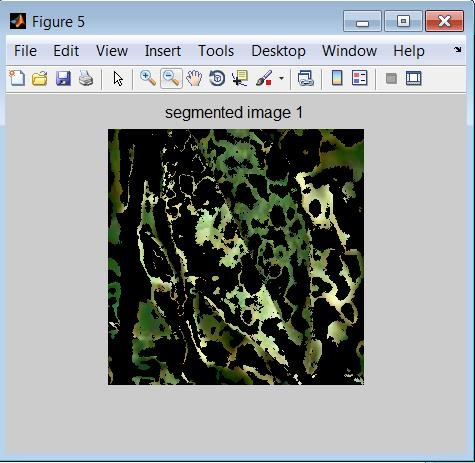 Figure 5
File Edit View Insert Tools Desktop Window Help
segmented image 1